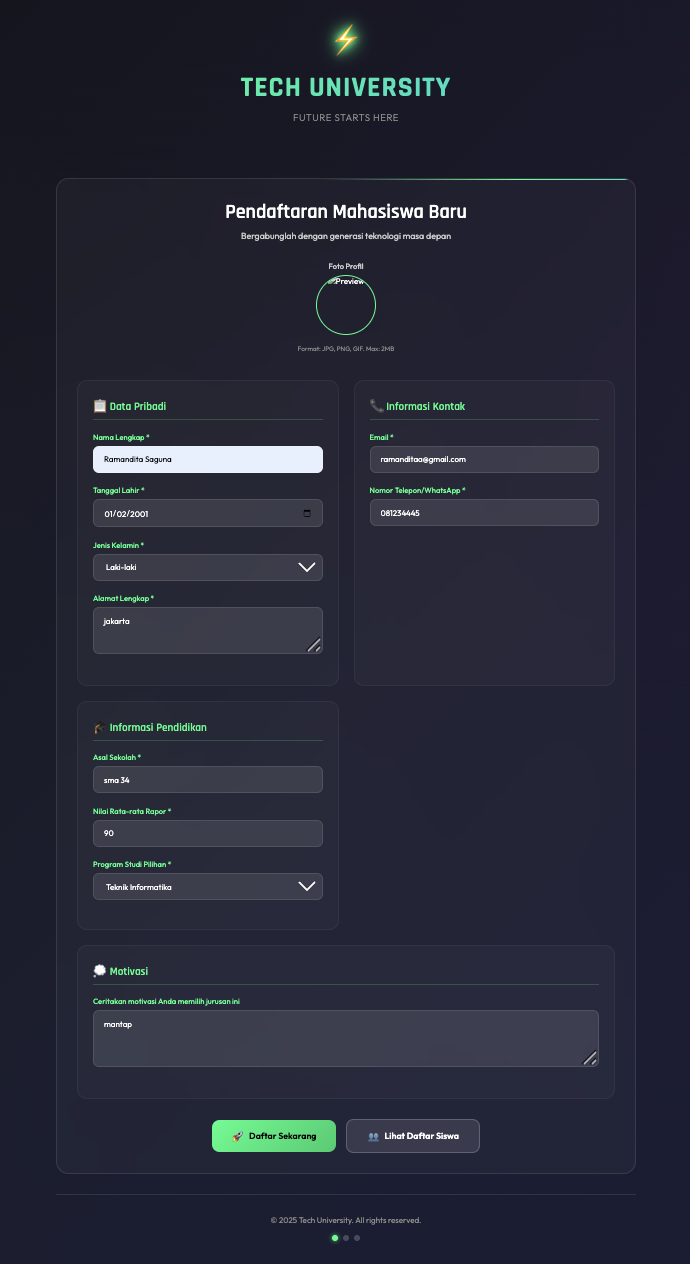 TECH UNIVERSITY
FUTURE STARTS HERE
Pendaftaran Mahasiswa Baru
Bergabunglah dengan generasi teknologi masa depan
Foto Profil
Preview
Format: JPG, PNG, GIF. Max: 2MB
Data Pribadi
Nama Lengkap *
Ramandita Saguna
Tanggal Lahir *
01/02/2001
Jenis Kelamin *
Laki-laki
Alamat Lengkap *
jakarta
Informasi Kontak
Email *
ramanditaa@gmail.com
Nomor Telepon/WhatsApp *
081234445
Informasi Pendidikan
Asal Sekolah *
sma 34
Nilai Rata-rata Rapor *
90
Program Studi Pilihan *
Teknik Informatika
Motivasi
Ceritakan motivasi Anda memilih jurusan ini
mantap
Daftar Sekarang
Lihat Daftar Siswa
© 2025 Tech University. All rights reserved.